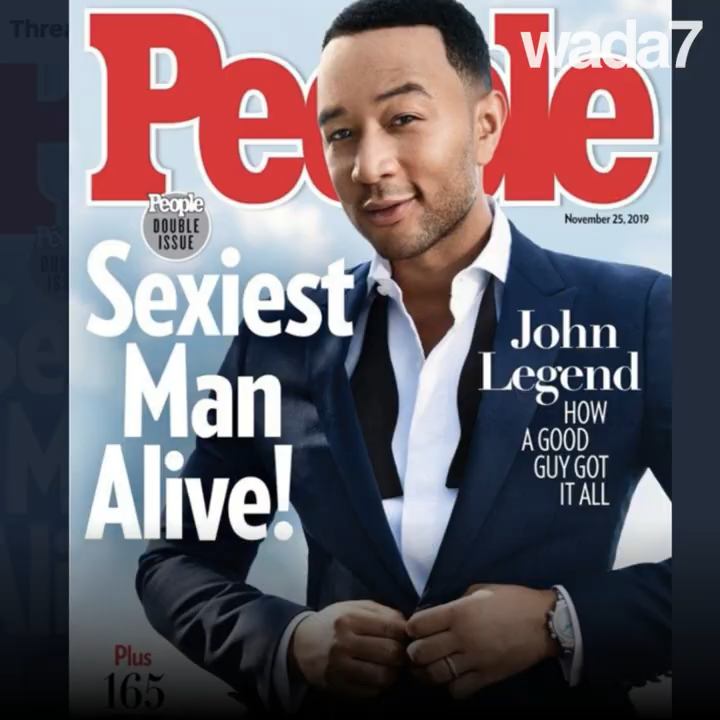 Threa
wada7
People
November 25, 2019
People
DOUBLE
ISSUE
Sexiest
Man
Alive!
John
Legend
HOW
A GOOD
GUY GOT
IT ALL
Plus
165